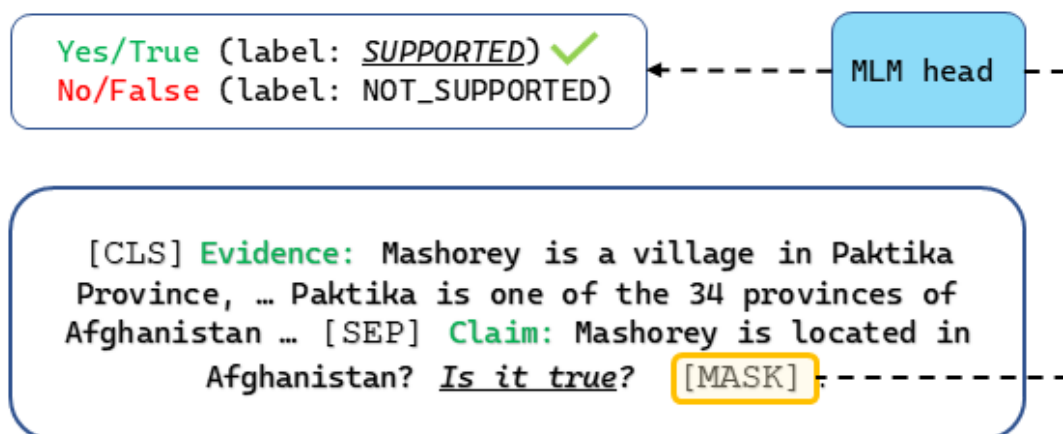 Yes/True (label: SUPPORTED)
No/False (label: NOT_SUPPORTED)
MLM head
[CLS] Evidence: Mashorey is a village in Paktika
Province, … Paktika is one of the 34 provinces of
Afghanistan … [SEP] Claim: Mashorey is located in
Afghanistan? Is it true? [MASK] .